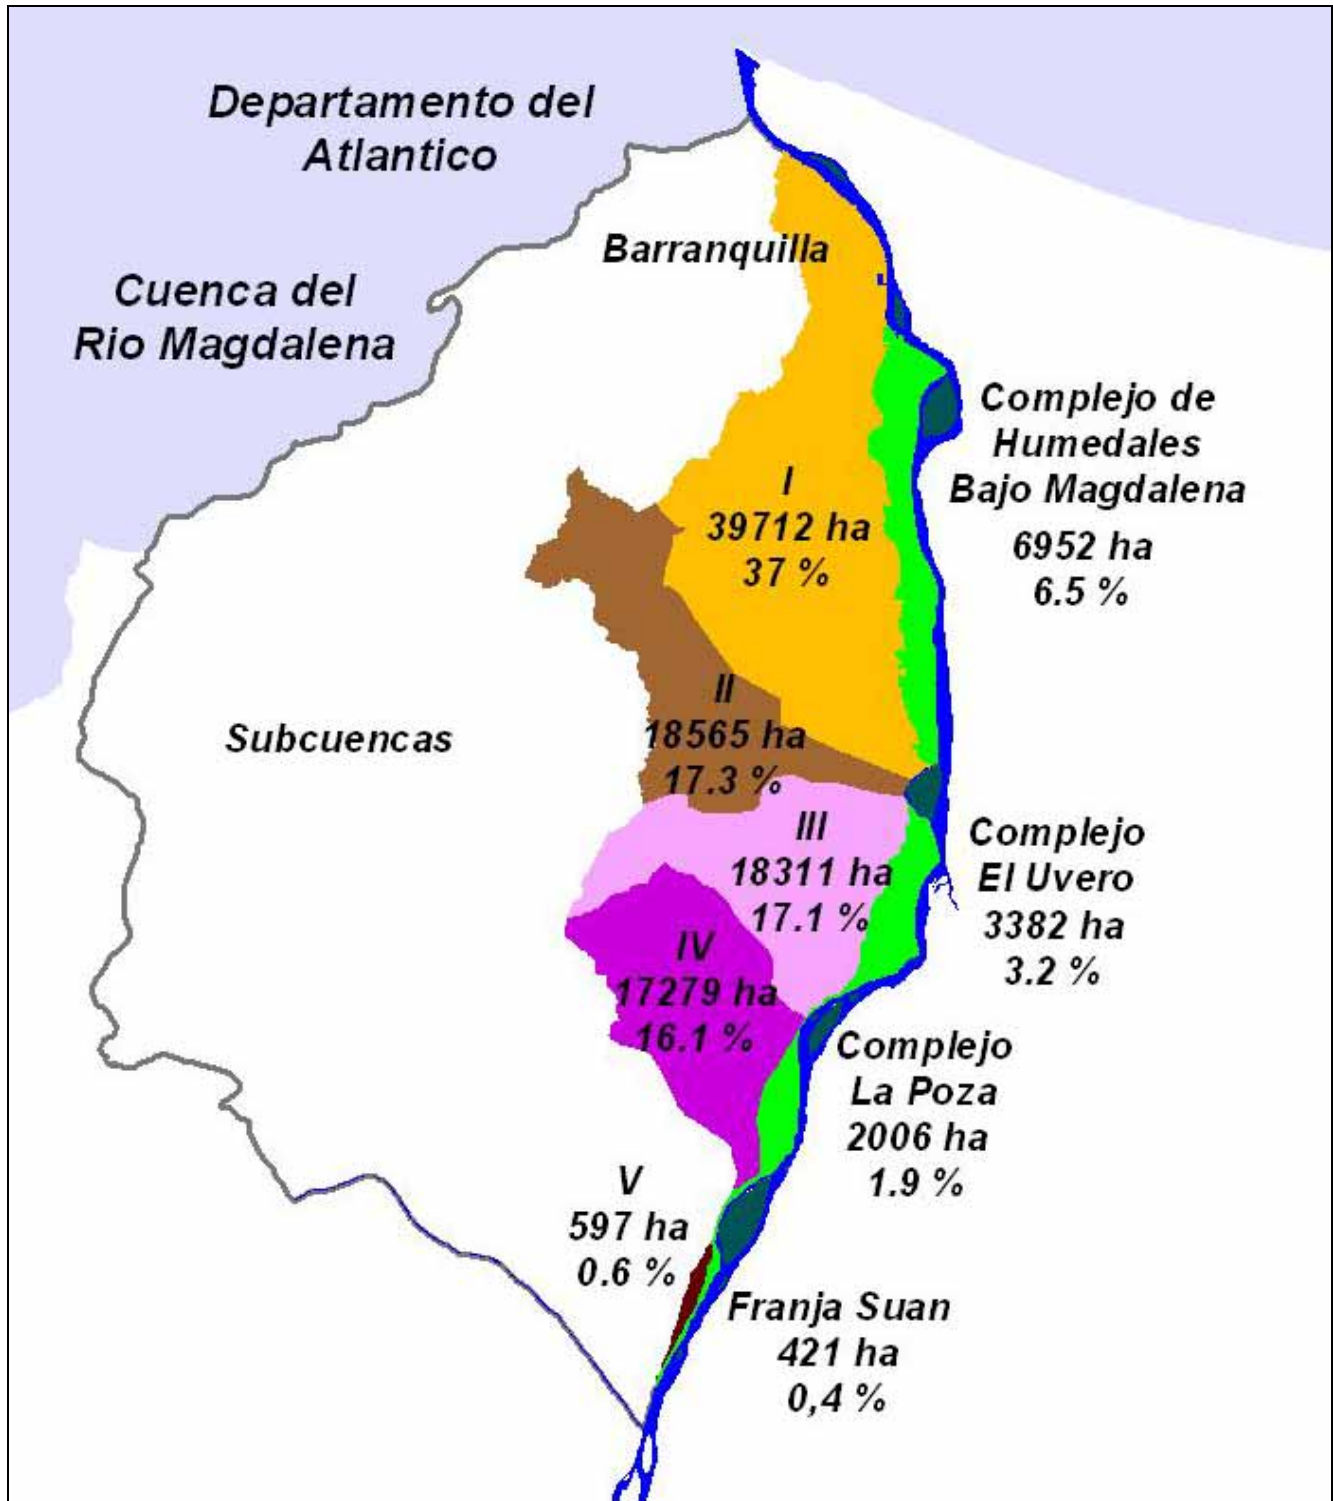 Departamento del
Atlantico
Barranquilla
Cuenca del
Rio Magdalena
Complejo de
Humedales
Bajo Magdalena
6952 ha
6.5 %
I
39712 ha
37 %
II
18565 ha
17.3 %
Subcuencas
III
18311 ha
17.1 %
Complejo
El Uvero
3382 ha
3.2 %
IV
17279 ha
16.1 %
Complejo
La Poza
2006 ha
1.9 %
V
597 ha
0.6 %
Franja Suan
421 ha
0,4 %